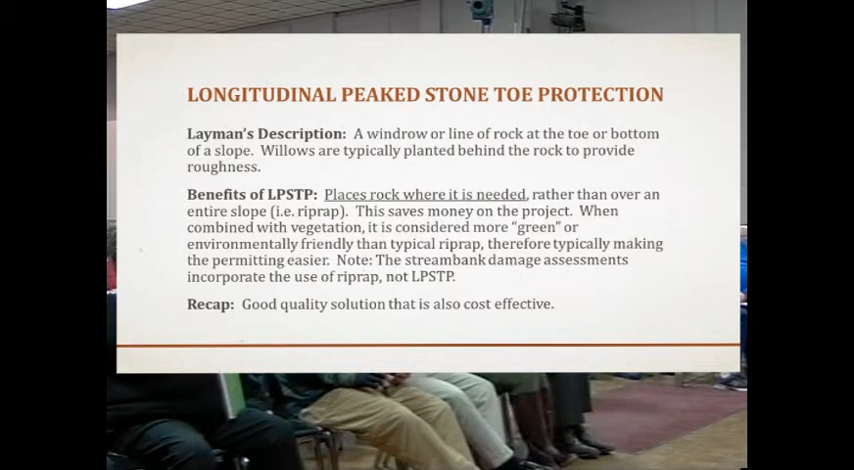 LONGITUDINAL PEAKED STONE TOE PROTECTION
Layman's Description: A windrow or line of rock at the toe or bottom
of a slope. Willows are typically planted behind the rock to provide
roughness.
Benefits of LPSTP: Places rock where it is needed, rather than over an
entire slope (i.e. riprap). This saves money on the project. When
combined with vegetation, it is considered more "green" or
environmentally friendly than typical riprap, therefore typically making
the permitting easier. Note: The streambank damage assessments
incorporate the use of riprap, not LPSTP.
Recap: Good quality solution that is also cost effective.